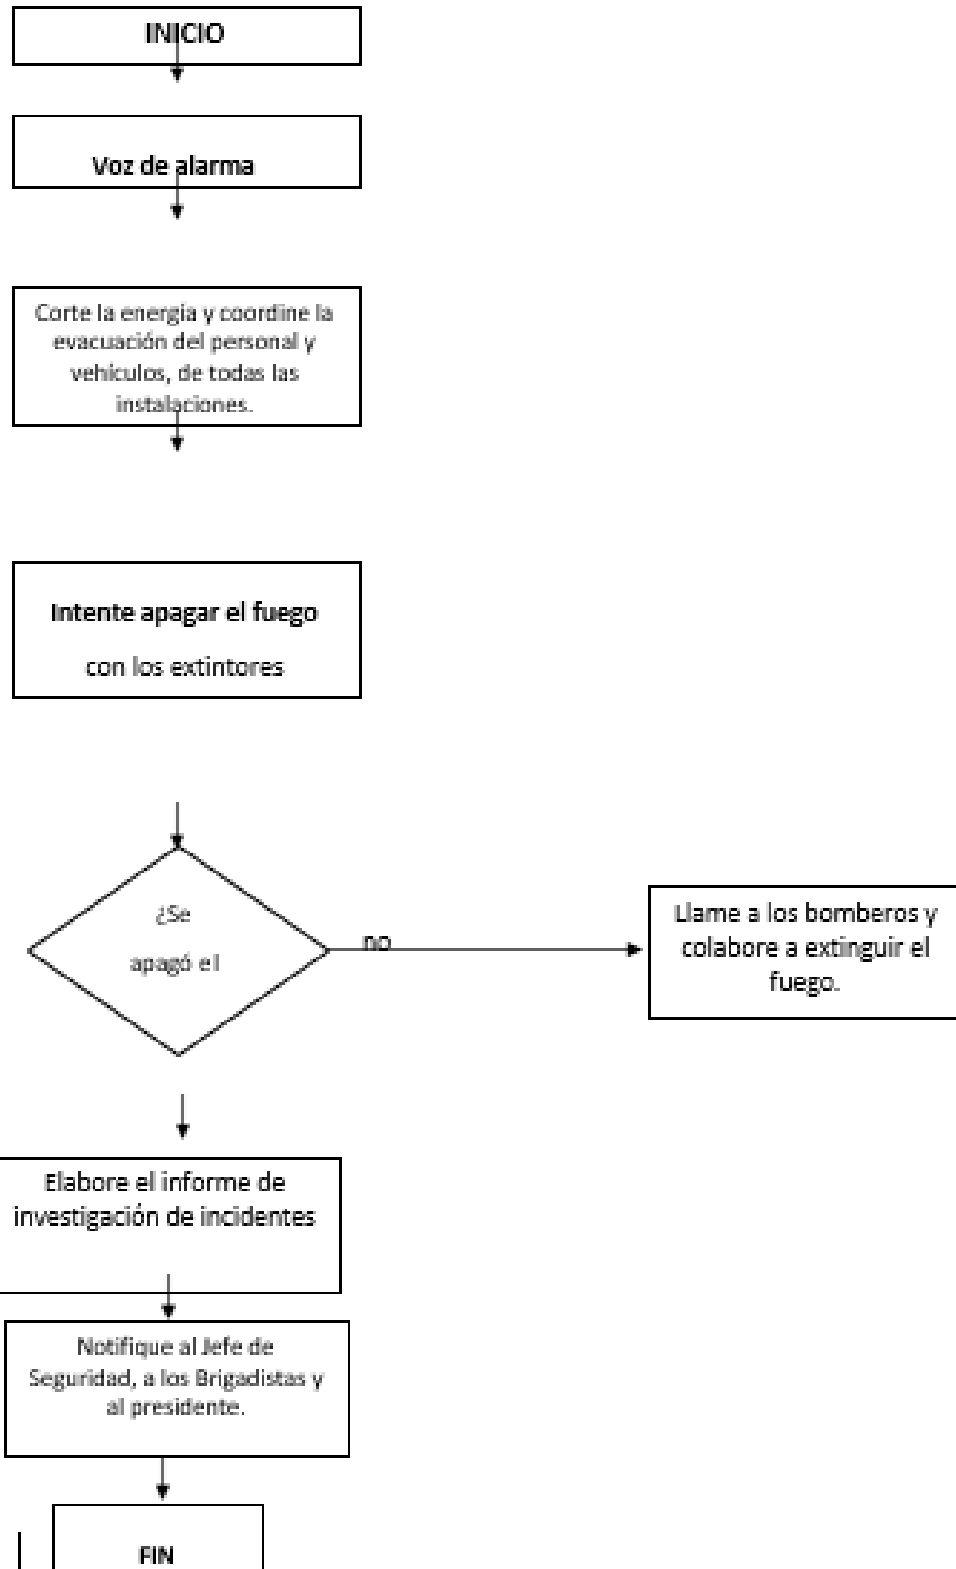 INICIO
Voz de alarma
Corte la energía y coordine la
evacuación del personal y
vehículos, de todas las
instalaciones.
Intente apagar el fuego
con los extintores
¿Se
apagó el
no
Llame a los bomberos y
colabore a extinguir el
fuego.
Elabore el informe de
investigación de incidentes
Notifique al Jefe de
Seguridad, a los Brigadistas y
al presidente.
FIN